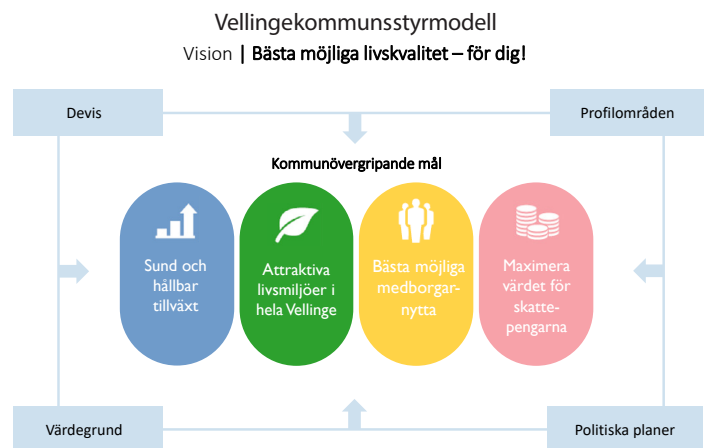 Vellingekommunsstyrmodell
Vision | Bästa möjliga livskvalitet – för dig!
Devis
Profilområden
Kommunövergripande mål
Sund och
hållbar
tillväxt
Attraktiva
livsmiljöer i
hela Vellinge
Bästa möjliga
medborgar-
nytta
Maximera
värdet för
skatte-
pengarna
Värdegrund
Politiska planer